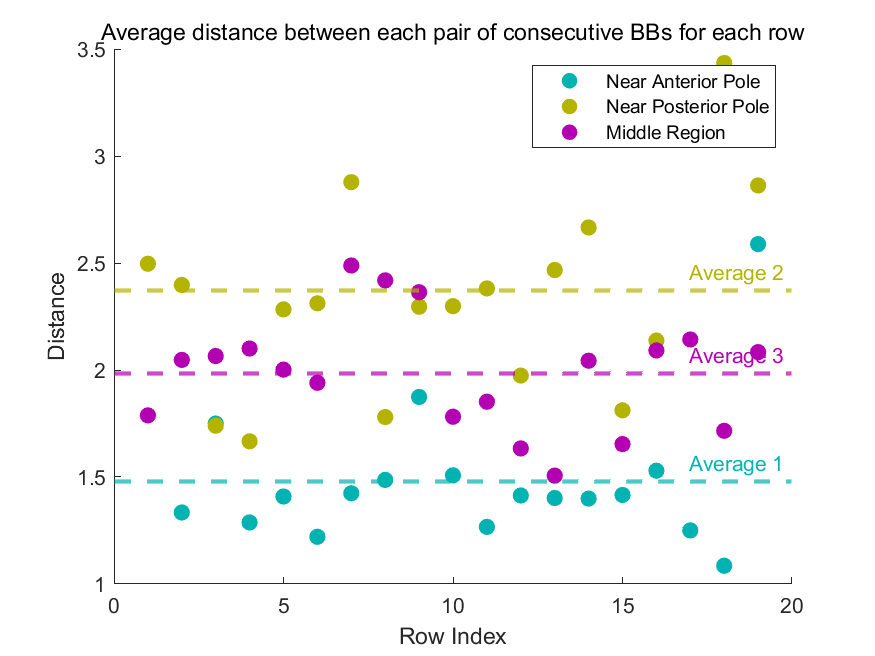 Average distance between each pair of consecutive BBs for each row
3.5
3
2.5
2
1.5
1
Distance
Near Anterior Pole
Near Posterior Pole
Middle Region
Average 2
Average 3
Average 1
0
5
10
15
20
Row Index